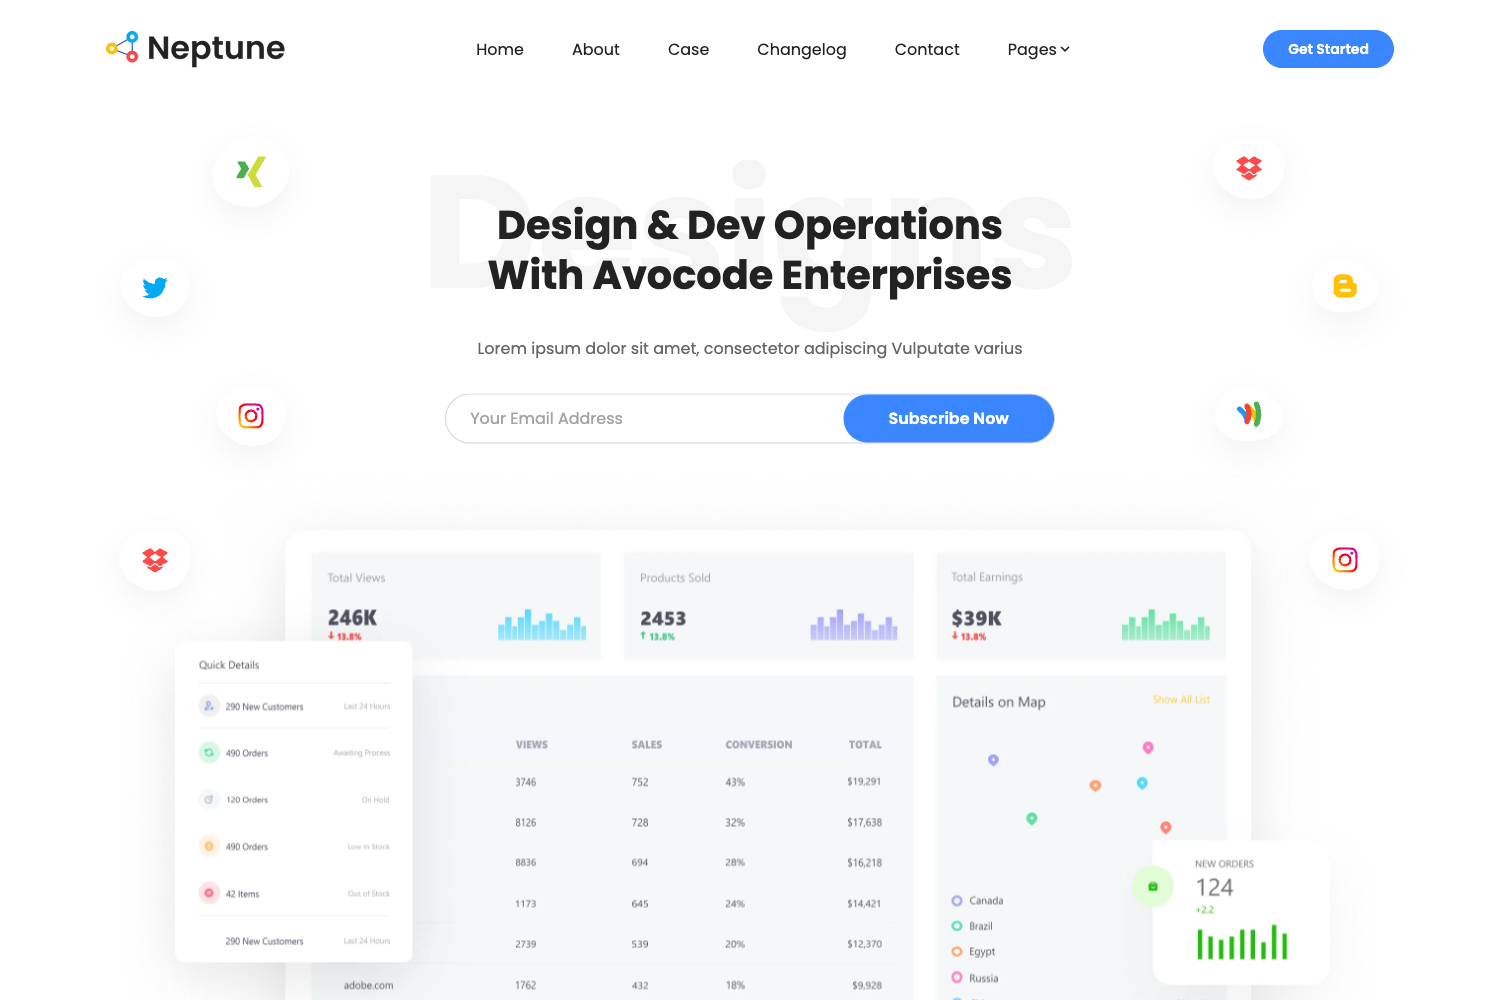 Neptune
Home About Case Changelog Contact Pages
Get Started
Designs
Design & Dev Operations
With Avocode Enterprises
Lorem ipsum dolor sit amet, consectetor adipiscing Vulputate varius
Your Email Address
Subscribe Now
Total Views
246K
13.8%
Products Sold
2453
13.8%
Total Earnings
$39K
13.8%
Quick Details
290 New Customers Last 24 Hours
490 Orders Awaiting Process
120 Orders On Hold
490 Orders Low in Stock
42 Items Out of Stock
290 New Customers Last 24 Hours
VIEWS SALES CONVERSION TOTAL
3746 752 43% $19,291
8126 728 32% $17,638
8836 694 28% $16,218
1173 645 24% $14,421
2739 539 20% $12,370
adobe.com 1762 432 18% $9,928
Details on Map
Show All List
Canada
Brazil
Egypt
Russia
NEW ORDERS
124
+2.2